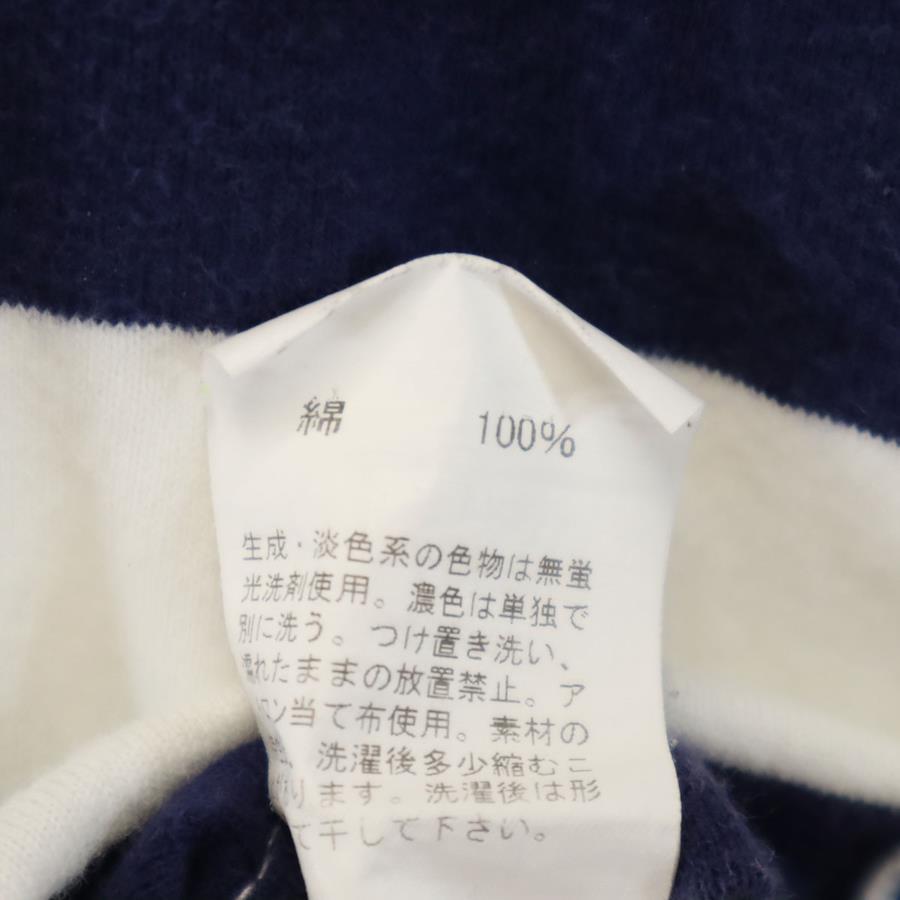 綿 100%
生成・淡色系の色物は無蛍
光洗剤使用。濃色は単独で
別に洗う。つけ置き洗い、
濡れたままの放置禁止。ア
ロン当て布使用。素材の
洗濯後多少縮むこ
ります。洗濯後は形
て干して下さい。